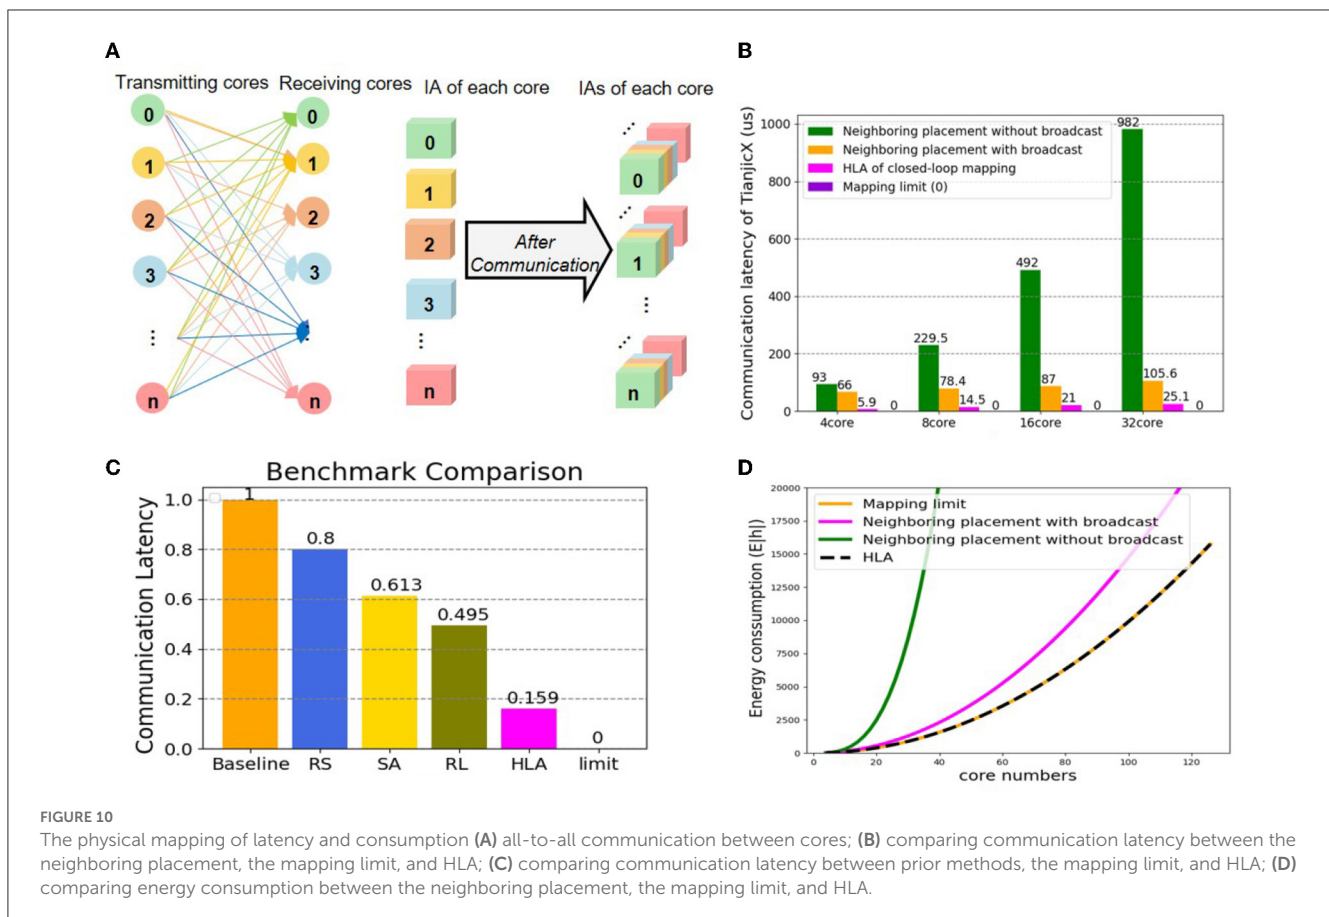 A
Transmitting cores
Receiving cores
IA of each core
IAs of each core
0
1
2
3
...
n
0
1
2
3
n
0
1
2
3
...
n
After
Communication
...
0
...
1
...
...
n
B
Communication latency of TianjicX (us)
1000
800
600
400
200
0
Neighboring placement without broadcast
Neighboring placement with broadcast
HLA of closed-loop mapping
Mapping limit (0)
93
66
5.9
0
229.5
78.4
14.5
0
492
87
21
0
982
105.6
25.1
0
4core
8core
16core
32core
C
Benchmark Comparison
Communication Latency
1.0
0.8
0.6
0.4
0.2
0.0
1
0.8
0.613
0.495
0.159
0
Baseline
RS
SA
RL
HLA
limit
D
Energy conssumption (E|h|)
20000
17500
15000
12500
10000
7500
5000
2500
0
Mapping limit
Neighboring placement with broadcast
Neighboring placement without broadcast
HLA
0
20
40
60
80
100
120
core numbers
FIGURE 10
The physical mapping of latency and consumption (A) all-to-all communication between cores; (B) comparing communication latency between the
neighboring placement, the mapping limit, and HLA; (C) comparing communication latency between prior methods, the mapping limit, and HLA; (D)
comparing energy consumption between the neighboring placement, the mapping limit, and HLA.